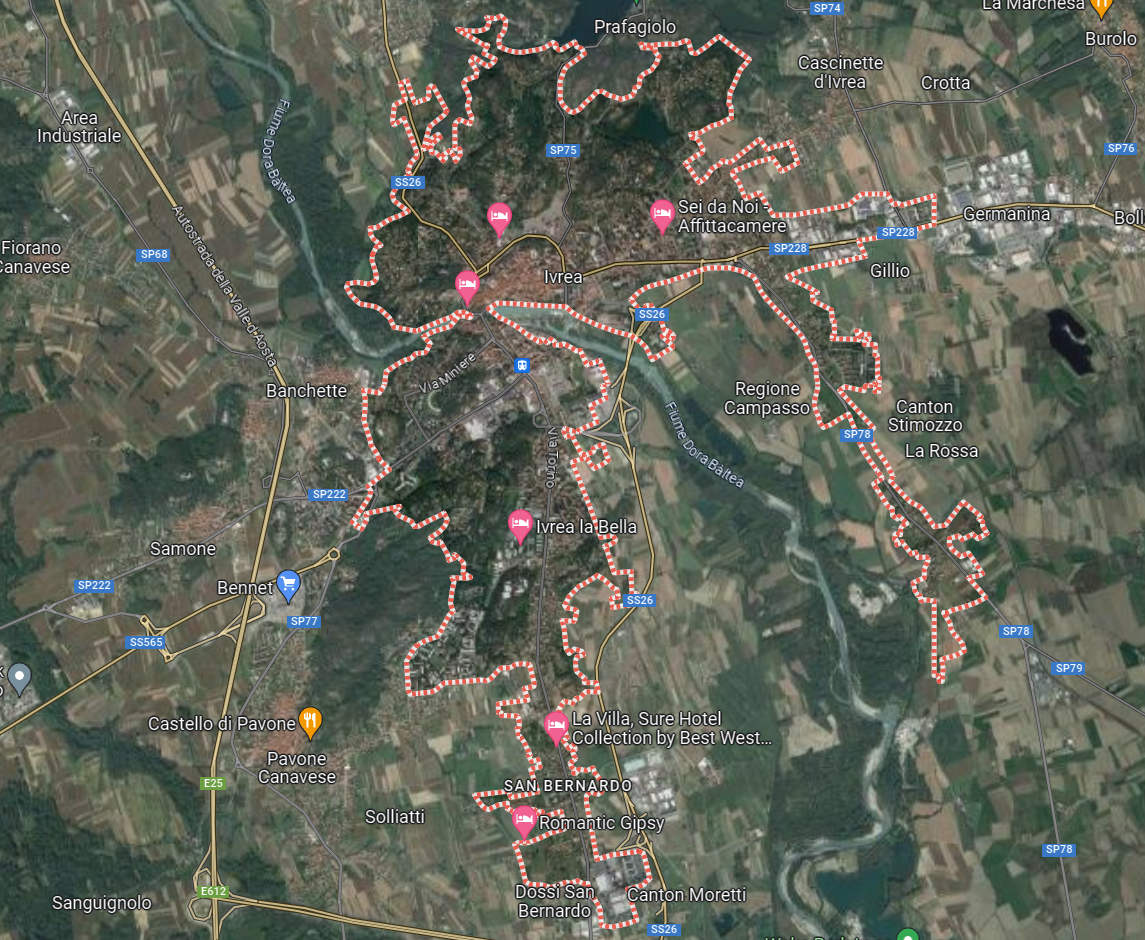 SP74
La Marchesa
Prafagiolo
Burolo
Cascinette
d'Ivrea
Crotta
Area
Industriale
SP75
SP76
Fiume Dora Baltea
SS26
Sei da Noi -
Affittacamere
Germanina
Boll
SP228
SP228
Fiorano
Canavese
SP68
Autostrada della Valle d'Aosta
Ivrea
Gillio
SS26
Via Miniere
Banchette
Regione
Campasso
Canton
Stimozzo
SP78
La Rossa
Fiume Dora Baltea
Via Torino
SP222
Ivrea la Bella
Samone
SP222
Bennet
SS26
SP77
SP78
SS565
SP79
Castello di Pavone
La Villa, Sure Hotel
Collection by Best West...
Pavone
Canavese
E25
SAN BERNARDO
Solliatti
Romantic Gipsy
SP78
E612
Sanguignolo
Dossi San
Bernardo
Canton Moretti
SS26